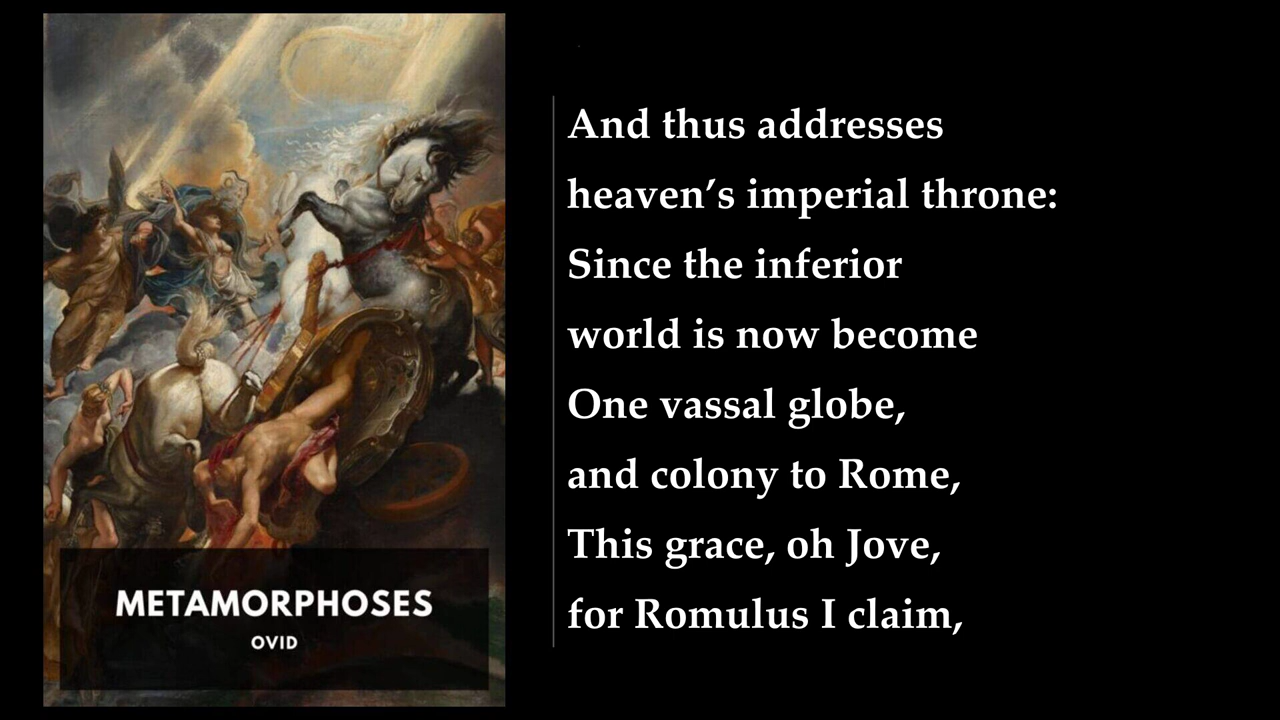 METAMORPHOSES
OVID
And thus addresses
heaven’s imperial throne:
Since the inferior
world is now become
One vassal globe,
and colony to Rome,
This grace, oh Jove,
for Romulus I claim,